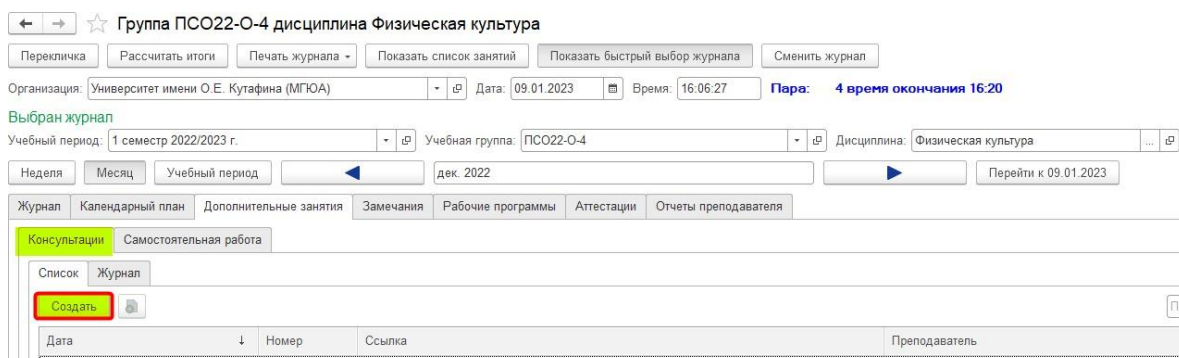 Группа ПСО22-О-4 дисциплина Физическая культура
Перекличка Рассчитать итоги Печать журнала Показать список занятий Показать быстрый выбор журнала Сменить журнал
Организация: Университет имени О.Е. Кутафина (МГЮА) Дата: 09.01.2023 Время: 16:06:27 Пара: 4 время окончания 16:20
Выбран журнал
Учебный период: 1 семестр 2022/2023 г. Учебная группа: ПСО22-О-4 Дисциплина: Физическая культура ...
Неделя Месяц Учебный период дек. 2022 Перейти к 09.01.2023
Журнал Календарный план Дополнительные занятия Замечания Рабочие программы Аттестации Отчеты преподавателя
Консультации Самостоятельная работа
Список Журнал
Создать
Дата Номер Ссылка Преподаватель